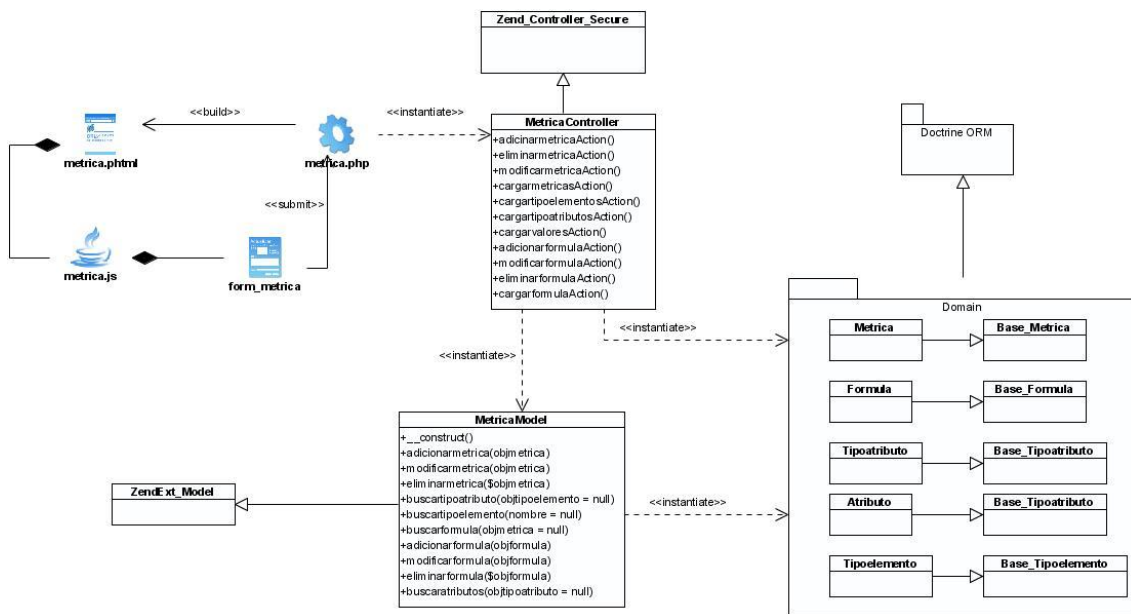 Zend_Controller_Secure
<<build>>
<<instantiate>>
metrica.phtml
metrica.php
<<submit>>
metrica.js
form_metrica
MetricaController
+adicinarmetricaAction()
+eliminarmetricaAction()
+modificarmetricaAction()
+cargarmetricasAction()
+cargartipoelementosAction()
+cargartipoatributosAction()
+cargarvaloresAction()
+adicionarformulaAction()
+modificarformulaAction()
+eliminarformulaAction()
+cargarformulaAction()
Doctrine ORM
<<instantiate>>
<<instantiate>>
Domain
Metrica
Base_Metrica
Formula
Base_Formula
Tipoatributo
Base_Tipoatributo
Atributo
Base_Tipoatributo
Tipoelemento
Base_Tipoelemento
MetricaModel
+__construct()
+adicionarmetrica(objmetrica)
+modificarmetrica(objmetrica)
+eliminarmetrica($objmetrica)
+buscartipoatributo(objtipoelemento = null)
+buscartipoelemento(nombre = null)
+buscarformula(objmetrica = null)
+adicionarformula(objformula)
+modificarformula(objformula)
+eliminarformula($objformula)
+buscaratributos(objtipoatributo = null)
ZendExt_Model
<<instantiate>>